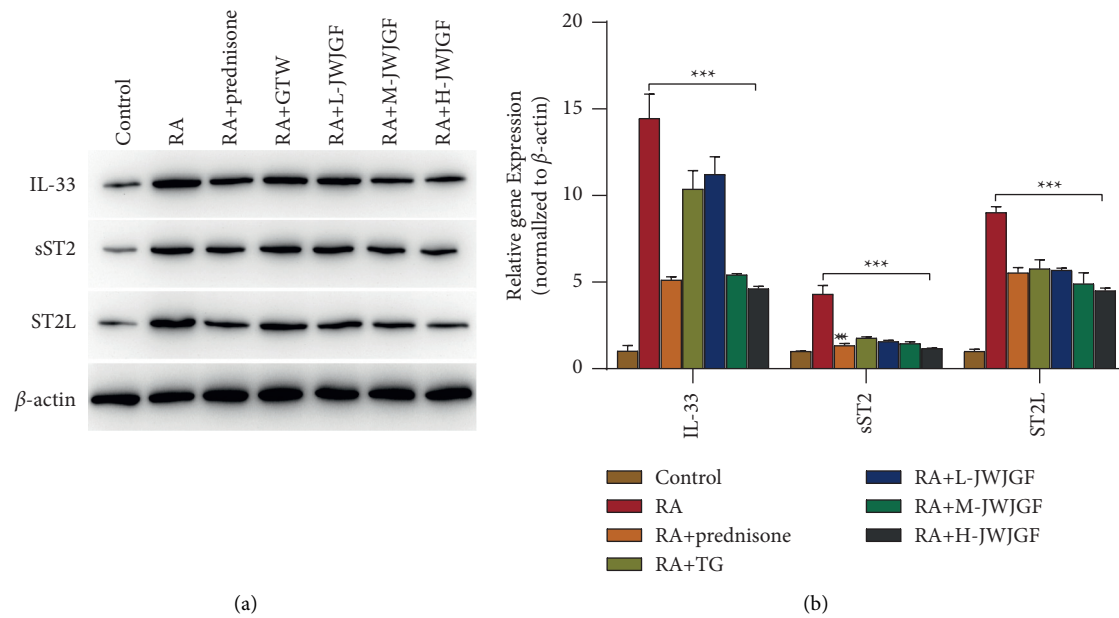 Control
RA
RA+prednisone
RA+GTW
RA+L-JWJGF
RA+M-JWJGF
RA+H-JWJGF
IL-33
sST2
ST2L
β-actin
(a)
Relative gene Expression
(normallzed to β-actin)
20
15
10
5
0
***
***
***
***
IL-33
sST2
ST2L
Control
RA
RA+prednisone
RA+TG
RA+L-JWJGF
RA+M-JWJGF
RA+H-JWJGF
(b)